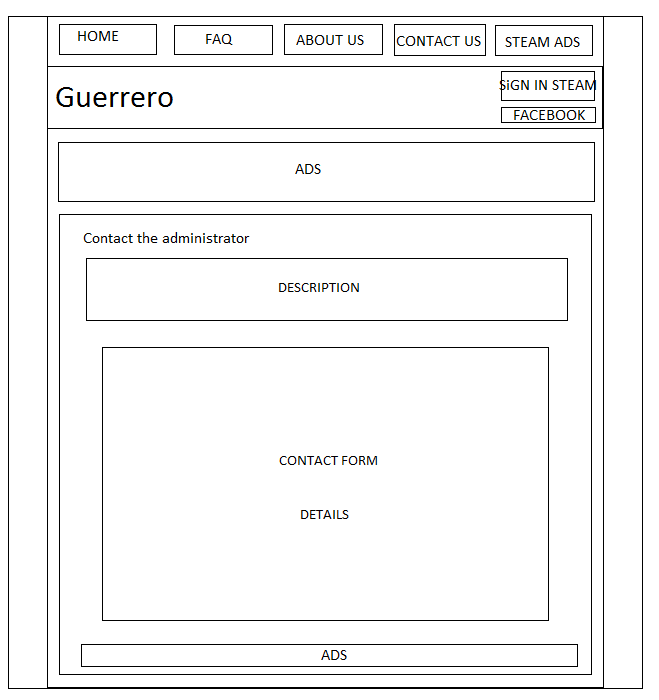 HOME
FAQ
ABOUT US
CONTACT US
STEAM ADS
Guerrero
SiGN IN STEAM
FACEBOOK
ADS
Contact the administrator
DESCRIPTION
CONTACT FORM
DETAILS
ADS